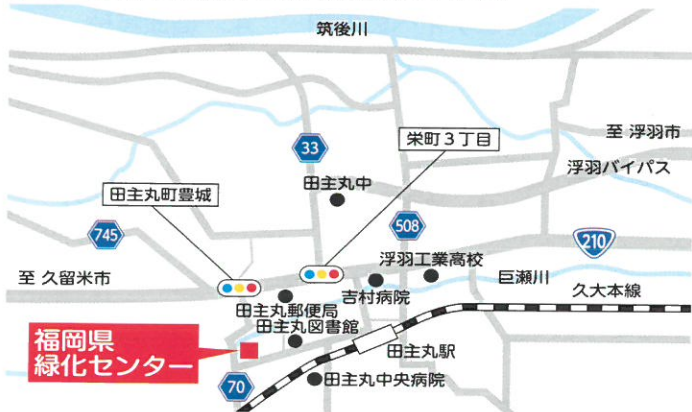 筑後川
栄町3丁目
至 浮羽市
33
浮羽バイパス
田主丸中
田主丸町豊城
745
508
210
浮羽工業高校
至 久留米市
巨瀬川
吉村病院
久大本線
田主丸郵便局
田主丸図書館
福岡県
緑化センター
田主丸駅
70
田主丸中央病院